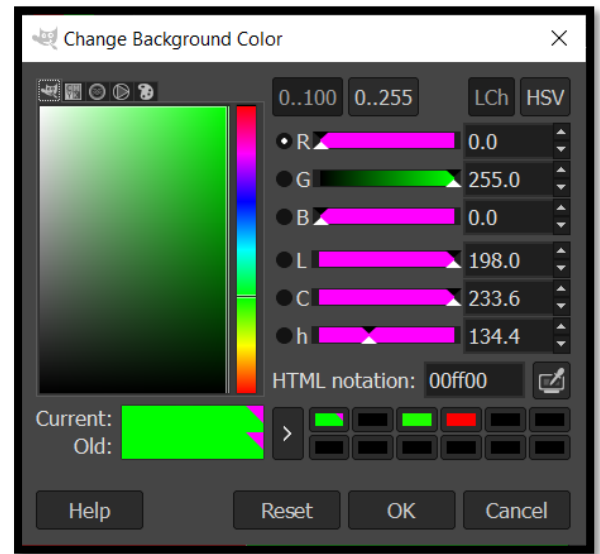 Change Background Color
0..100 0..255 LCh HSV
R 0.0
G 255.0
B 0.0
L 198.0
C 233.6
h 134.4
HTML notation: 00ff00
Current:
Old:
Help Reset OK Cancel